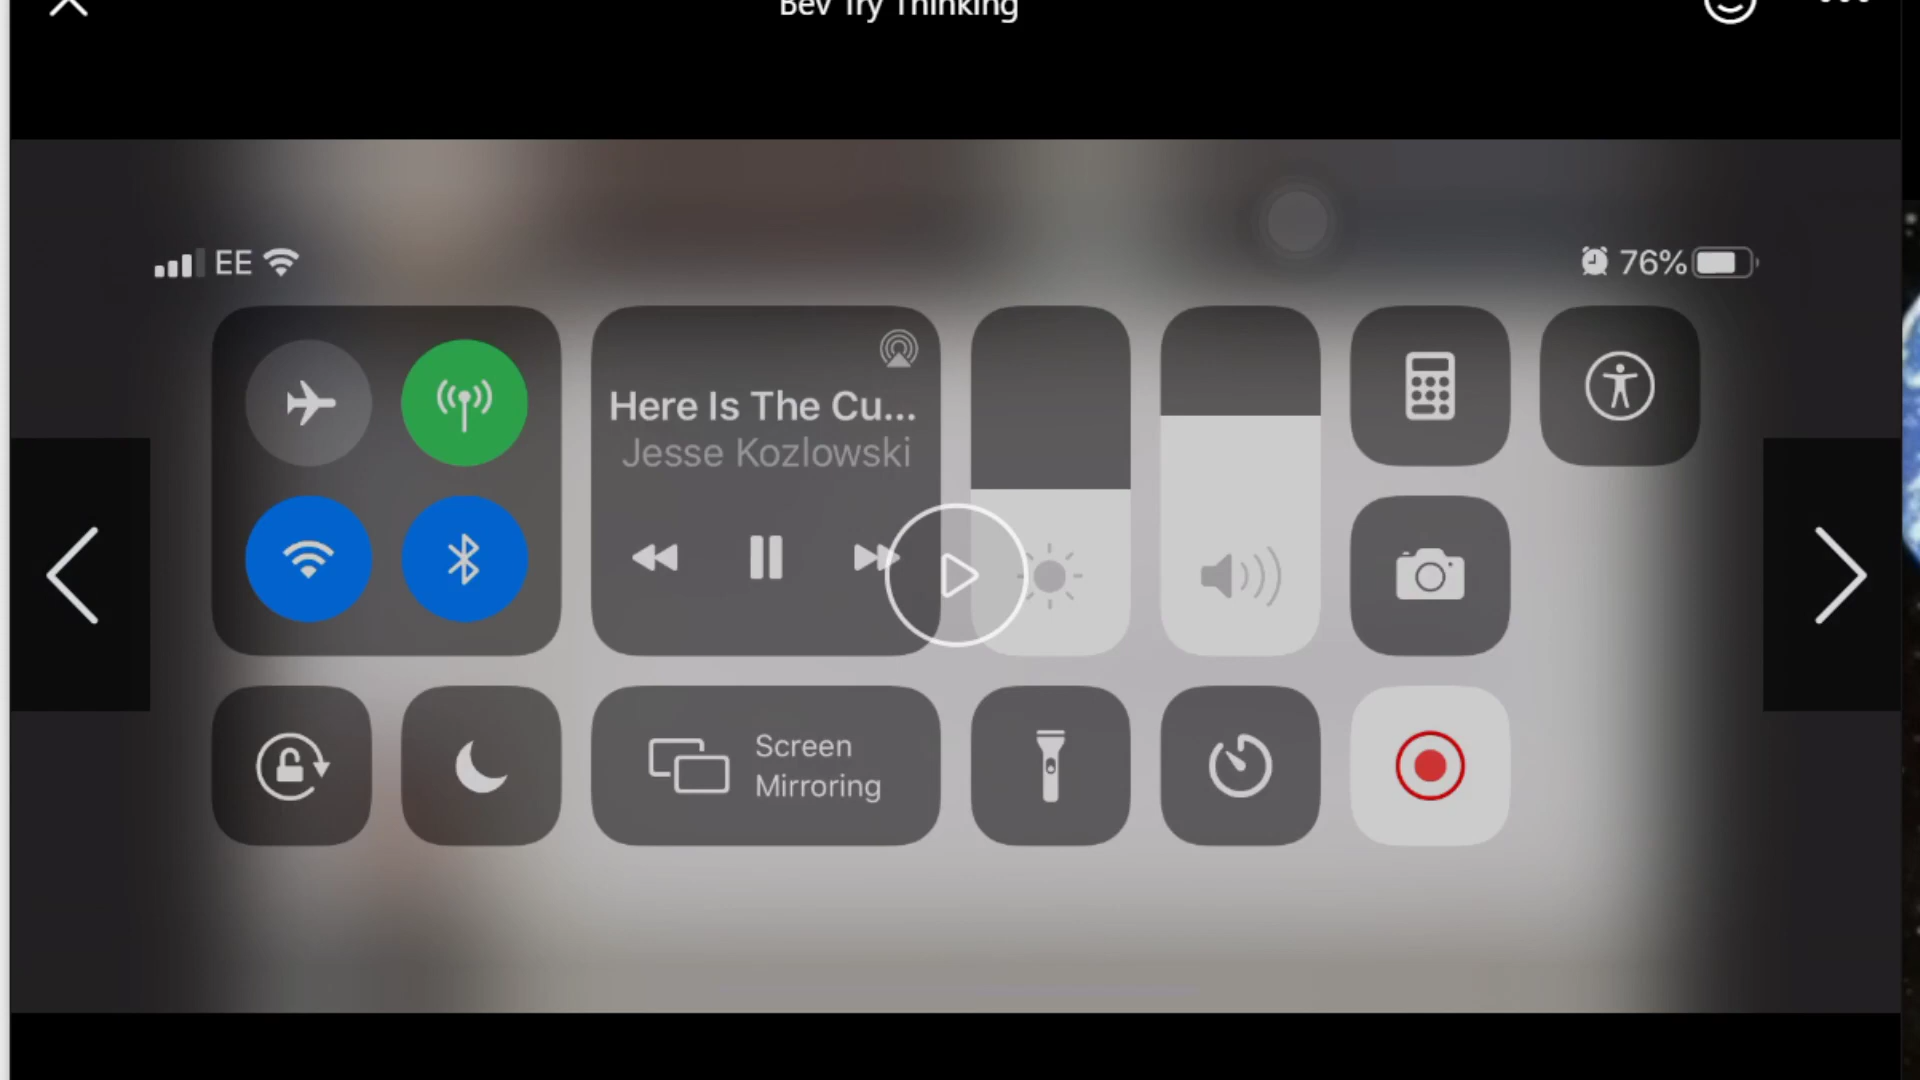 Bev Try Thinking
EE
76%
Here Is The Cu...
Jesse Kozlowski
Screen
Mirroring